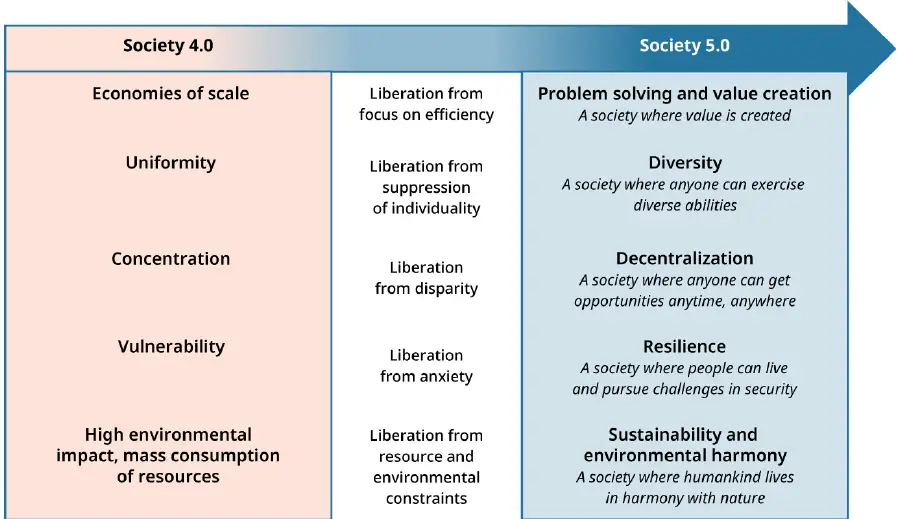 Society 4.0
Society 5.0
Economies of scale
Liberation from
focus on efficiency
Problem solving and value creation
A society where value is created
Uniformity
Liberation from
suppression
of individuality
Diversity
A society where anyone can exercise
diverse abilities
Concentration
Liberation
from disparity
Decentralization
A society where anyone can get
opportunities anytime, anywhere
Vulnerability
Liberation
from anxiety
Resilience
A society where people can live
and pursue challenges in security
High environmental
impact, mass consumption
of resources
Liberation from
resource and
environmental
constraints
Sustainability and
environmental harmony
A society where humankind lives
in harmony with nature